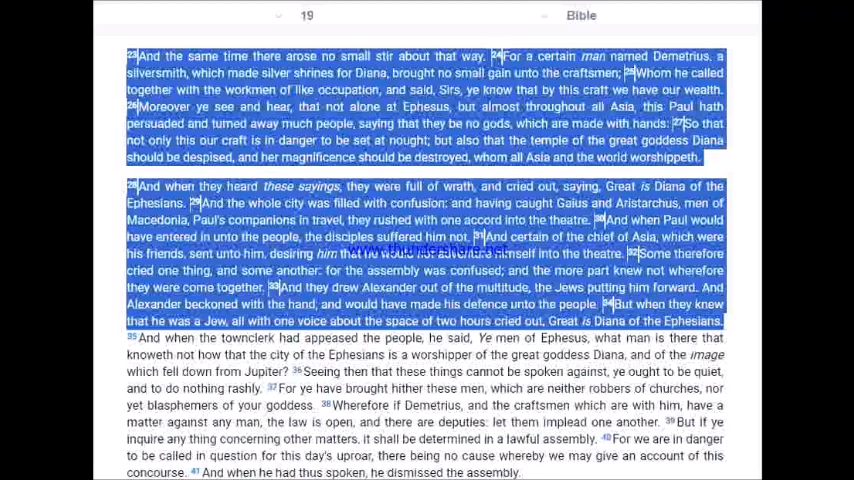 19 Bible
23And the same time there arose no small stir about that way. 24For a certain man named Demetrius, a
silversmith, which made silver shrines for Diana, brought no small gain unto the craftsmen; 25Whom he called
together with the workmen of like occupation, and said, Sirs, ye know that by this craft we have our wealth.
26Moreover ye see and hear, that not alone at Ephesus, but almost throughout all Asia, this Paul hath
persuaded and turned away much people, saying that they be no gods, which are made with hands: 27So that
not only this our craft is in danger to be set at nought; but also that the temple of the great goddess Diana
should be despised, and her magnificence should be destroyed, whom all Asia and the world worshippeth.
28And when they heard these sayings, they were full of wrath, and cried out, saying, Great is Diana of the
Ephesians. 29And the whole city was filled with confusion: and having caught Gaius and Aristarchus, men of
Macedonia, Paul's companions in travel, they rushed with one accord into the theatre. 30And when Paul would
have entered in unto the people, the disciples suffered him not. 31And certain of the chief of Asia, which were
www.thundershare.net
his friends, sent unto him, desiring him that he would not himself into the theatre. 32Some therefore
cried one thing, and some another: for the assembly was confused; and the more part knew not wherefore
they were come together. 33And they drew Alexander out of the multitude, the Jews putting him forward. And
Alexander beckoned with the hand, and would have made his defence unto the people. 34But when they knew
that he was a Jew, all with one voice about the space of two hours cried out, Great is Diana of the Ephesians.
35And when the townclerk had appeased the people, he said, Ye men of Ephesus, what man is there that
knoweth not how that the city of the Ephesians is a worshipper of the great goddess Diana, and of the image
which fell down from Jupiter? 36Seeing then that these things cannot be spoken against, ye ought to be quiet,
and to do nothing rashly. 37For ye have brought hither these men, which are neither robbers of churches, nor
yet blasphemers of your goddess. 38Wherefore if Demetrius, and the craftsmen which are with him, have a
matter against any man, the law is open, and there are deputies: let them implead one another. 39But if ye
inquire any thing concerning other matters, it shall be determined in a lawful assembly. 40For we are in danger
to be called in question for this day's uproar, there being no cause whereby we may give an account of this
concourse. 41And when he had thus spoken, he dismissed the assembly.